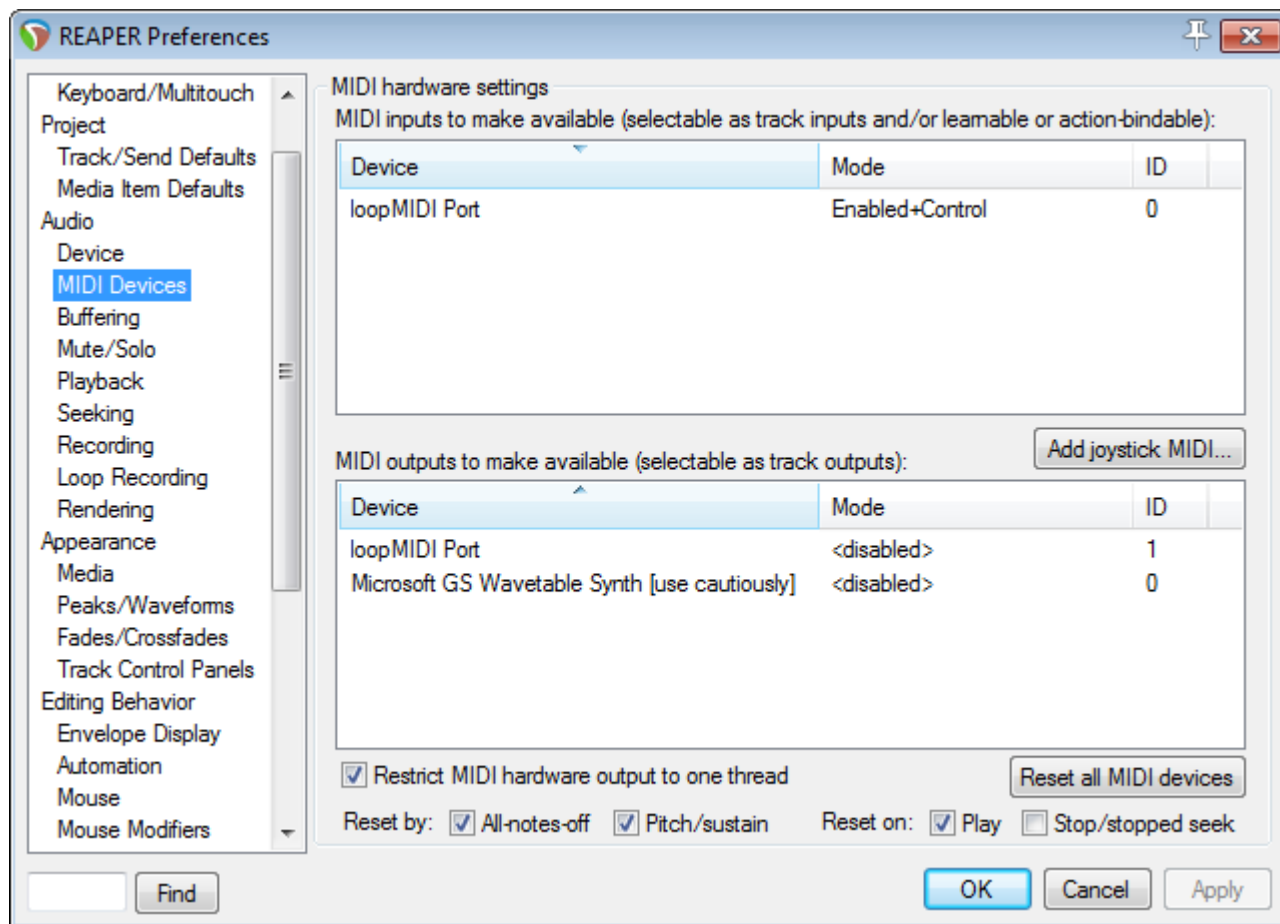 REAPER Preferences
Keyboard/Multitouch
Project
Track/Send Defaults
Media Item Defaults
Audio
Device
MIDI Devices
Buffering
Mute/Solo
Playback
Seeking
Recording
Loop Recording
Rendering
Appearance
Media
Peaks/Waveforms
Fades/Crossfades
Track Control Panels
Editing Behavior
Envelope Display
Automation
Mouse
Mouse Modifiers
Find
MIDI hardware settings
MIDI inputs to make available (selectable as track inputs and/or learnable or action-bindable):
Device Mode ID
loopMIDI Port Enabled+Control 0
Add joystick MIDI...
MIDI outputs to make available (selectable as track outputs):
Device Mode ID
loopMIDI Port <disabled> 1
Microsoft GS Wavetable Synth [use cautiously] <disabled> 0
Restrict MIDI hardware output to one thread Reset all MIDI devices
Reset by: All-notes-off Pitch/sustain Reset on: Play Stop/stopped seek
OK Cancel Apply